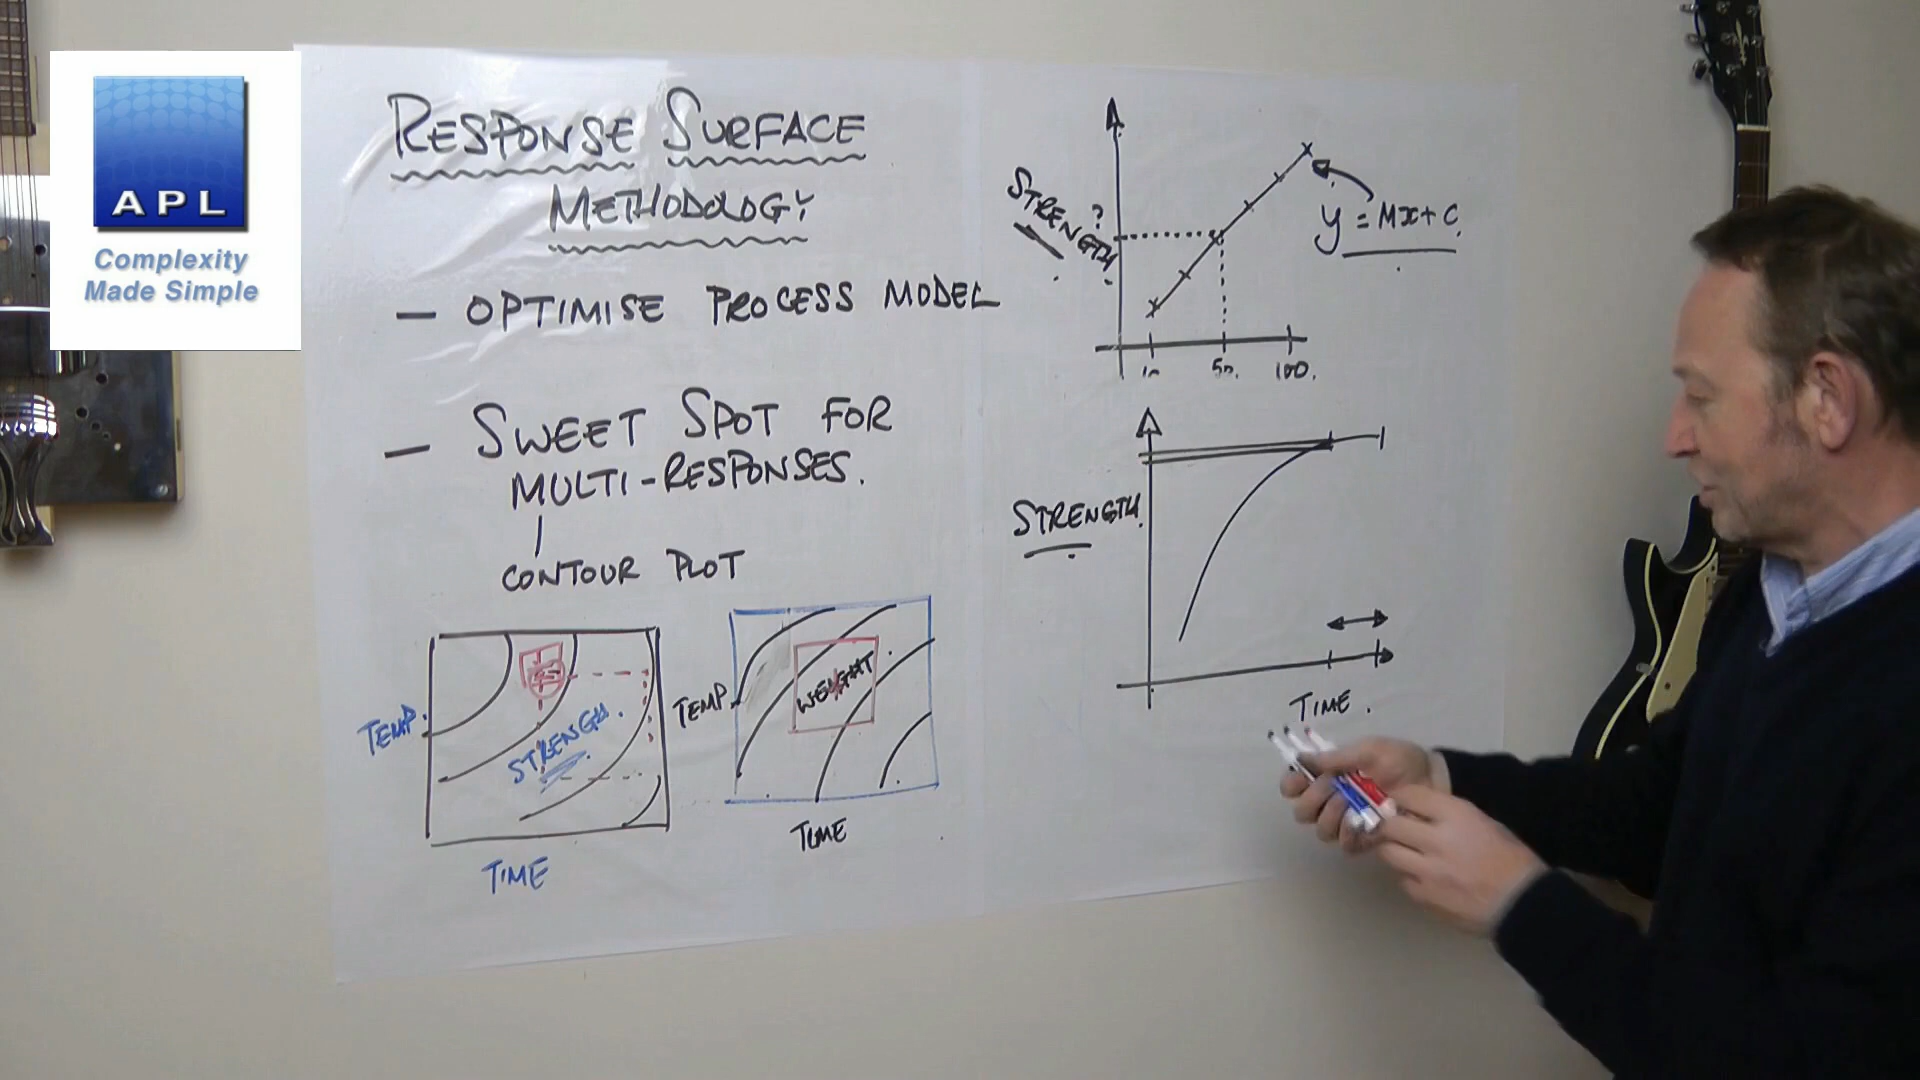 APL
Complexity
Made Simple
RESPONSE SURFACE
METHODOLOGY
- OPTIMISE PROCESS MODEL
- SWEET SPOT FOR
MULTI-RESPONSES.
CONTOUR PLOT
TEMP.
STRENGTH.
TIME
TEMP
WEIGHT
TIME
STRENGTH
?
y = Mx + C
10 50. 100.
STRENGTH.
TIME.